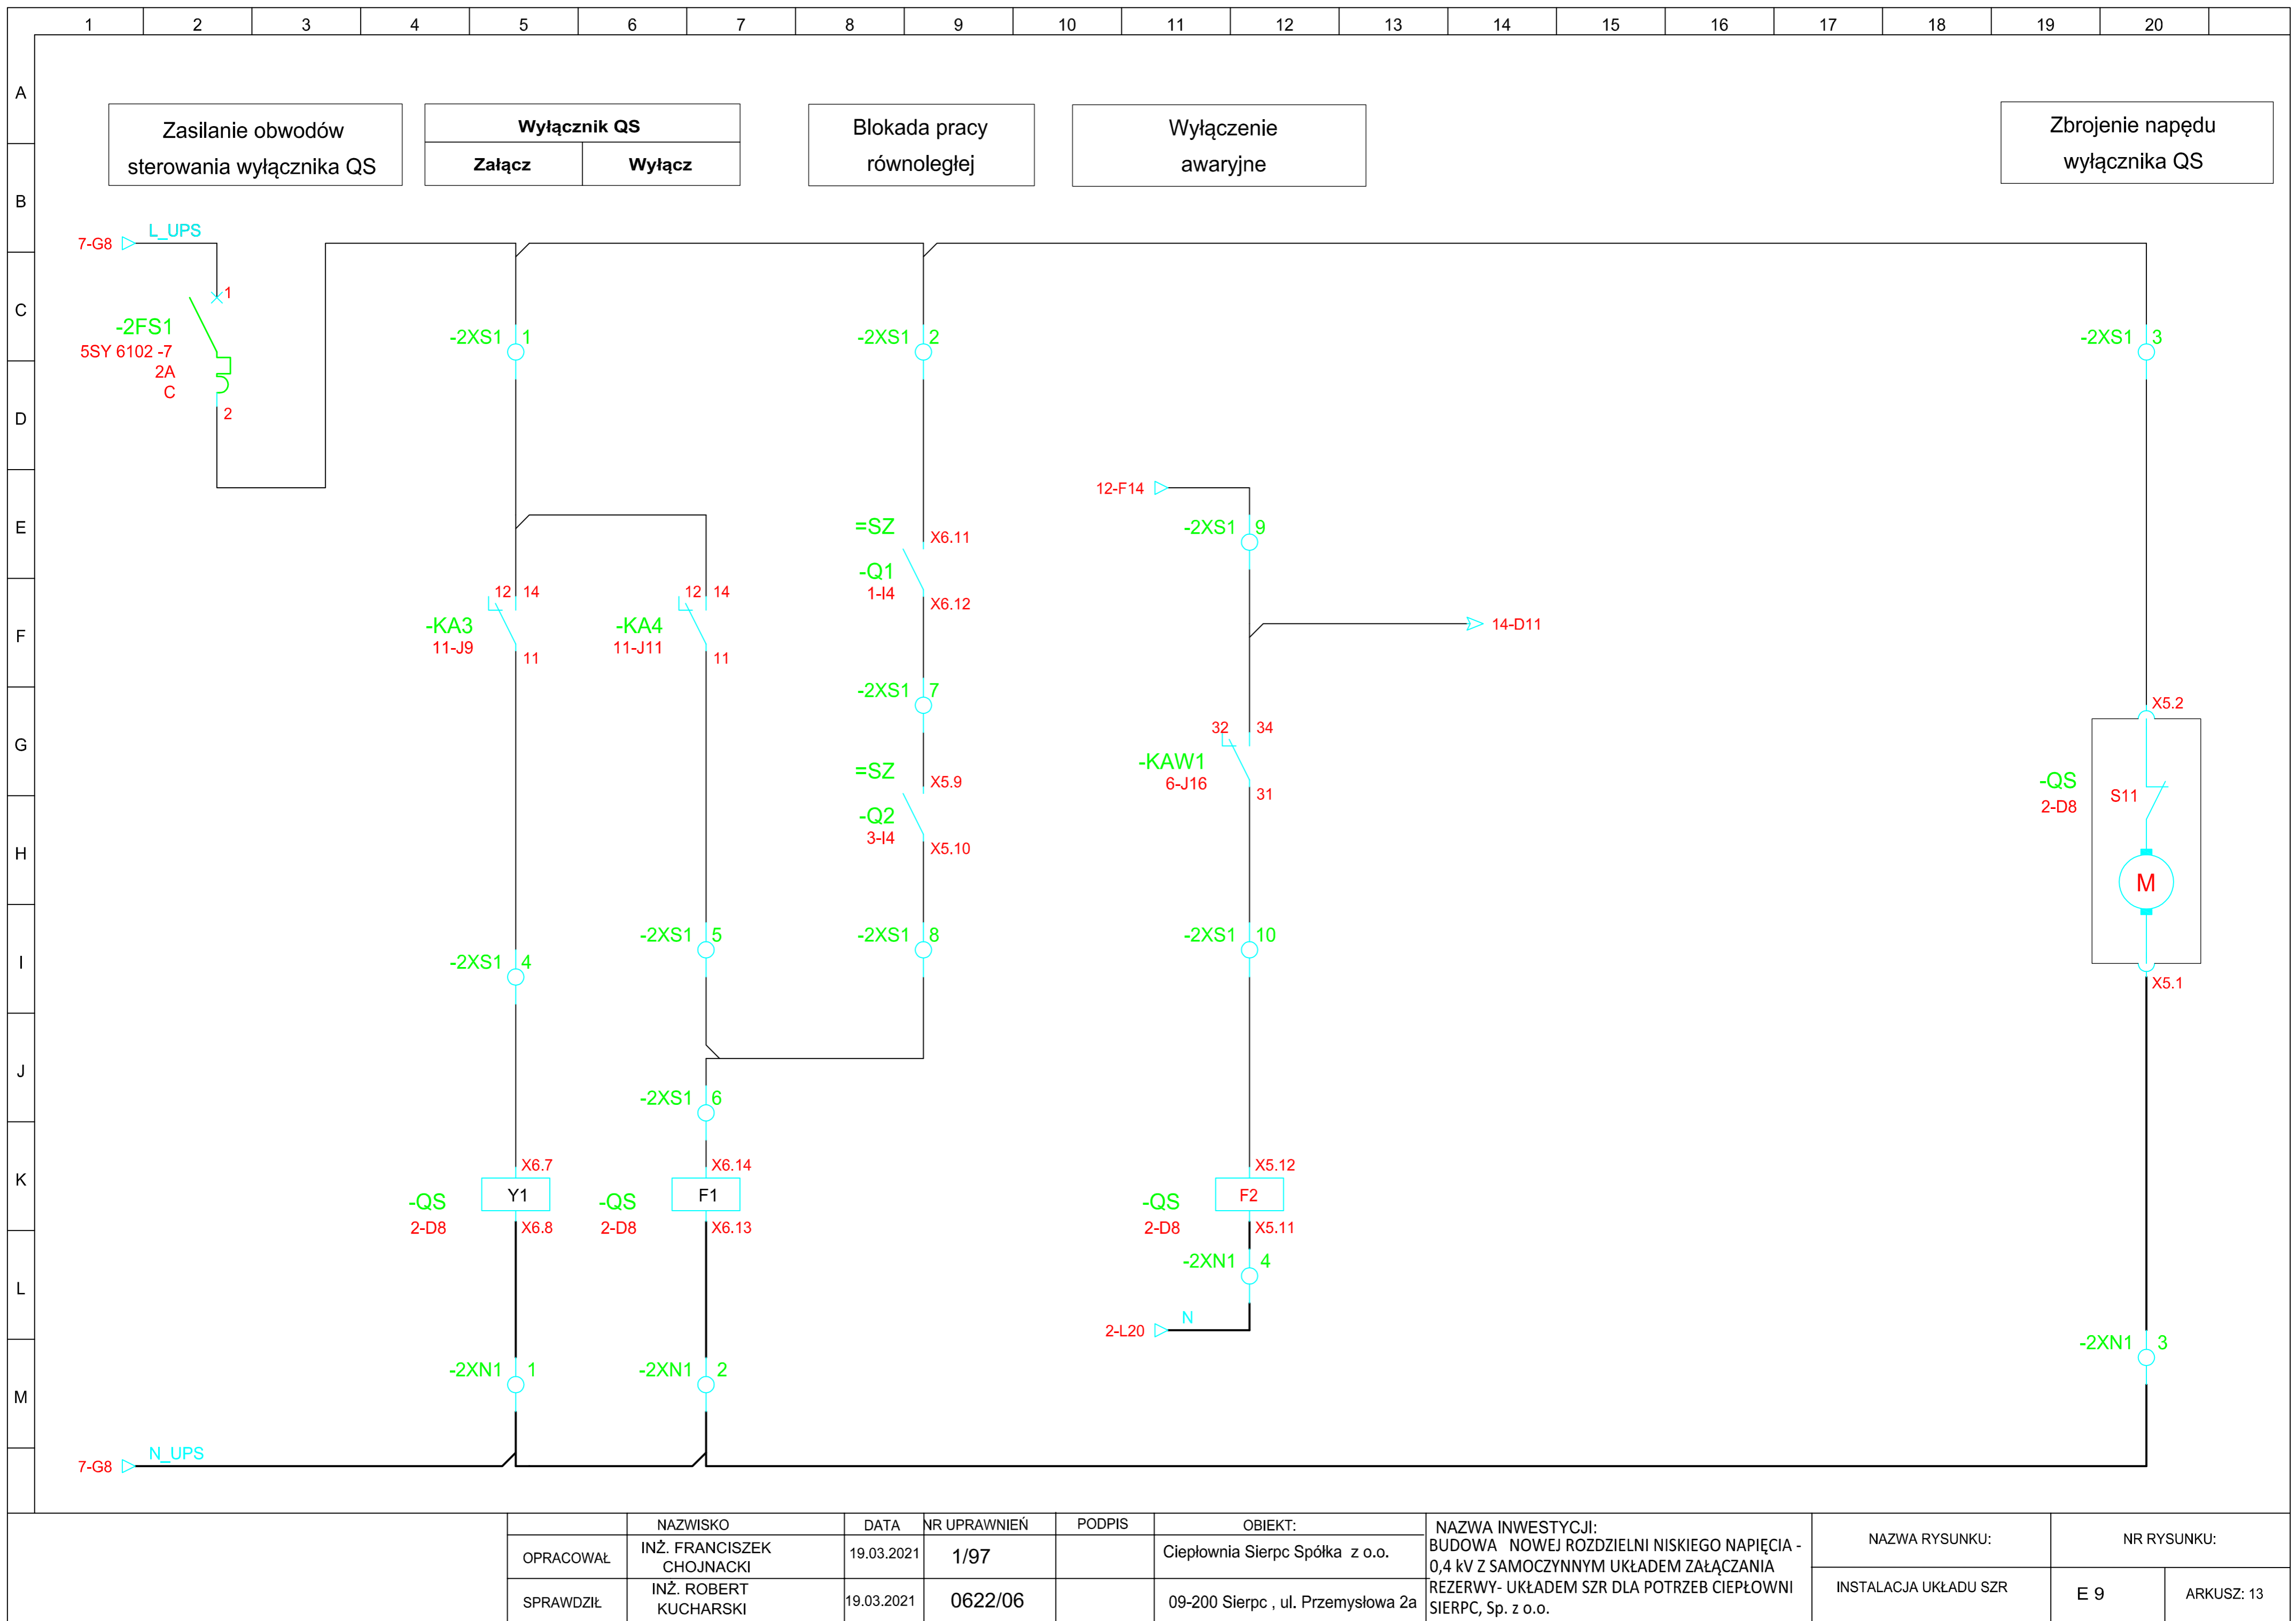 1 2 3 4 5 6 7 8 9 10 11 12 13 14 15 16 17 18 19 20
A
B
C
D
E
F
G
H
I
J
K
L
M
Zasilanie obwodów
sterowania wyłącznika QS
Wyłącznik QS
Załącz Wyłącz
Blokada pracy
równoległej
Wyłączenie
awaryjne
Zbrojenie napędu
wyłącznika QS
7-G8 L_UPS
1
-2FS1
5SY 6102 -7
2A
C
2
-2XS1 1
-2XS1 2
-2XS1 3
12-F14
-2XS1 9
=SZ
X6.11
-Q1
1-I4
X6.12
12 14
-KA3
11-J9
11
12 14
-KA4
11-J11
11
14-D11
-2XS1 7
32 34
-KAW1
6-J16
31
=SZ
X5.9
-Q2
3-I4
X5.10
X5.2
-QS
2-D8
S11
M
X5.1
-2XS1 4
-2XS1 5
-2XS1 8
-2XS1 10
-2XS1 6
X6.7
-QS
Y1
2-D8
X6.8
X6.14
-QS
F1
2-D8
X6.13
X5.12
-QS
F2
2-D8
X5.11
-2XN1 4
2-L20 N
-2XN1 1
-2XN1 2
-2XN1 3
7-G8 N_UPS
NAZWISKO DATA NR UPRAWNIEŃ PODPIS OBIEKT:
OPRACOWAŁ INŻ. FRANCISZEK
CHOJNACKI
19.03.2021 1/97 Ciepłownia Sierpc Spółka z o.o.
SPRAWDZIŁ INŻ. ROBERT
KUCHARSKI
19.03.2021 0622/06 09-200 Sierpc , ul. Przemysłowa 2a
NAZWA INWESTYCJI:
BUDOWA NOWEJ ROZDZIELNI NISKIEGO NAPIĘCIA -
0,4 kV Z SAMOCZYNNYM UKŁADEM ZAŁĄCZANIA
REZERWY- UKŁADEM SZR DLA POTRZEB CIEPŁOWNI
SIERPC, Sp. z o.o.
NAZWA RYSUNKU:
INSTALACJA UKŁADU SZR
NR RYSUNKU:
E 9 ARKUSZ: 13